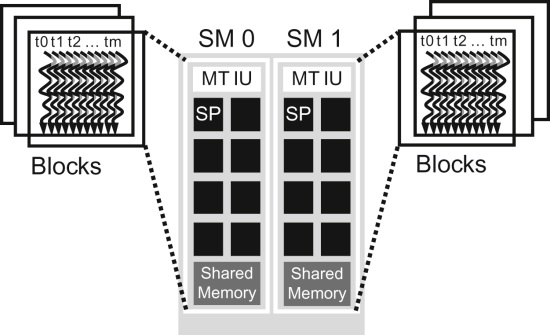 t0 t1 t2 ... tm
Blocks
SM 0
MT IU
SP
Shared
Memory
SM 1
MT IU
SP
Shared
Memory
t0 t1 t2 ... tm
Blocks